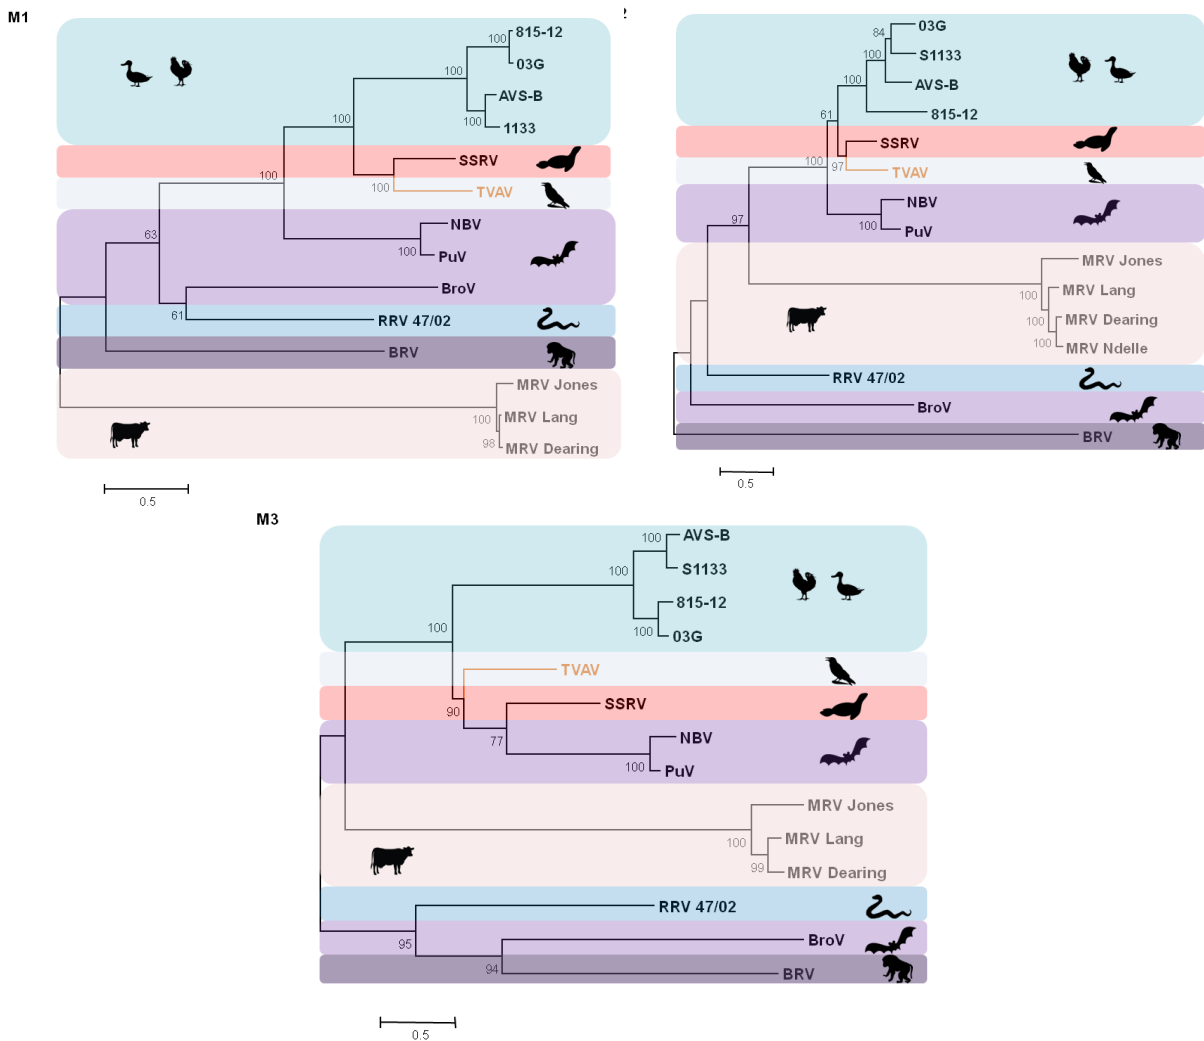 M1
815-12
100
03G
100
AVS-B
100
1133
100
SSRV
100
TVAV
100
NBV
100
PuV
63
BroV
61
RRV 47/02
BRV
MRV Jones
100
MRV Lang
98
MRV Dearing
0.5
2
03G
84
S1133
100
AVS-B
100
815-12
61
SSRV
97
TVAV
100
NBV
100
PuV
97
MRV Jones
100
MRV Lang
100
MRV Dearing
100
MRV Ndelle
RRV 47/02
BroV
BRV
0.5
M3
AVS-B
100
S1133
100
815-12
100
03G
100
TVAV
90
SSRV
77
NBV
100
PuV
MRV Jones
100
MRV Lang
99
MRV Dearing
RRV 47/02
95
BroV
94
BRV
0.5